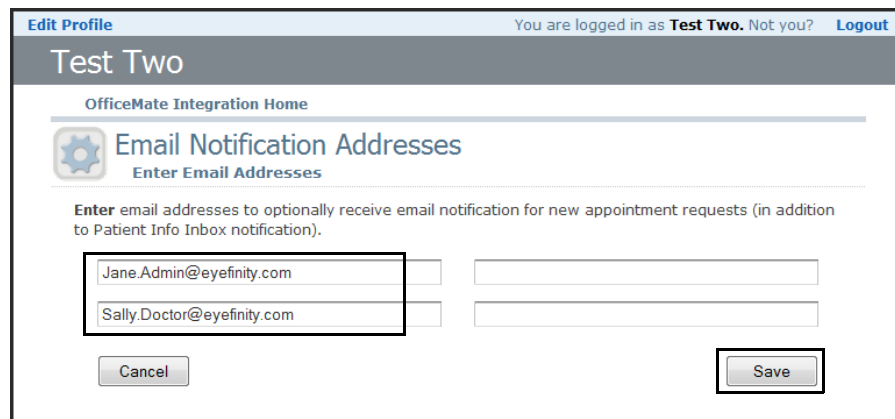 Edit Profile You are logged in as Test Two. Not you? Logout
Test Two
OfficeMate Integration Home
Email Notification Addresses
Enter Email Addresses
Enter email addresses to optionally receive email notification for new appointment requests (in addition
to Patient Info Inbox notification).
Jane.Admin@eyefinity.com
Sally.Doctor@eyefinity.com
Cancel Save